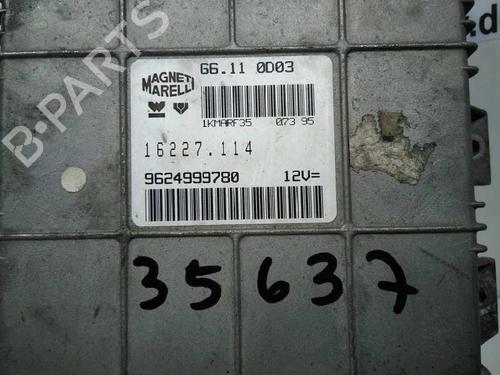 MAGNETI
MARELLI
G6.11 0D03
1KMARF35 073 95
16227.114
9624999780 12V=
35637
B-PARTS